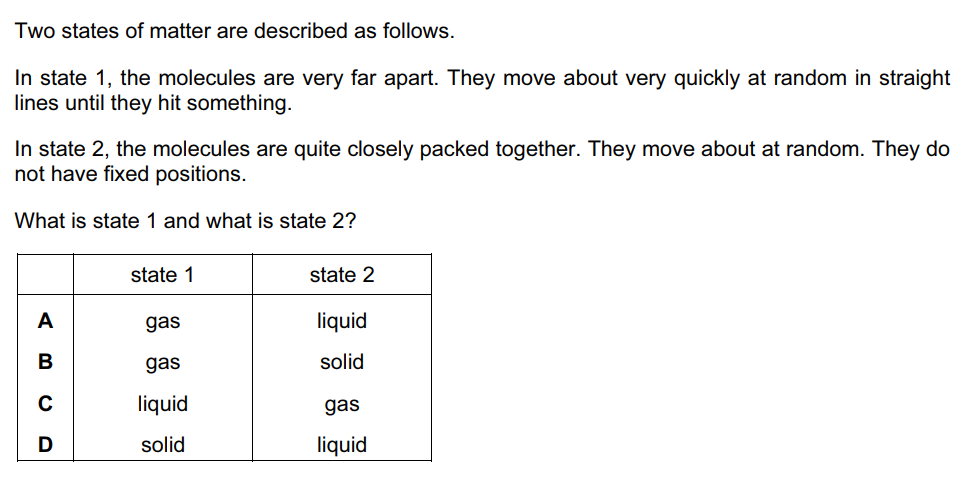 Two states of matter are described as follows.
In state 1, the molecules are very far apart. They move about very quickly at random in straight
lines until they hit something.
In state 2, the molecules are quite closely packed together. They move about at random. They do
not have fixed positions.
What is state 1 and what is state 2?
state 1 state 2
A gas liquid
B gas solid
C liquid gas
D solid liquid